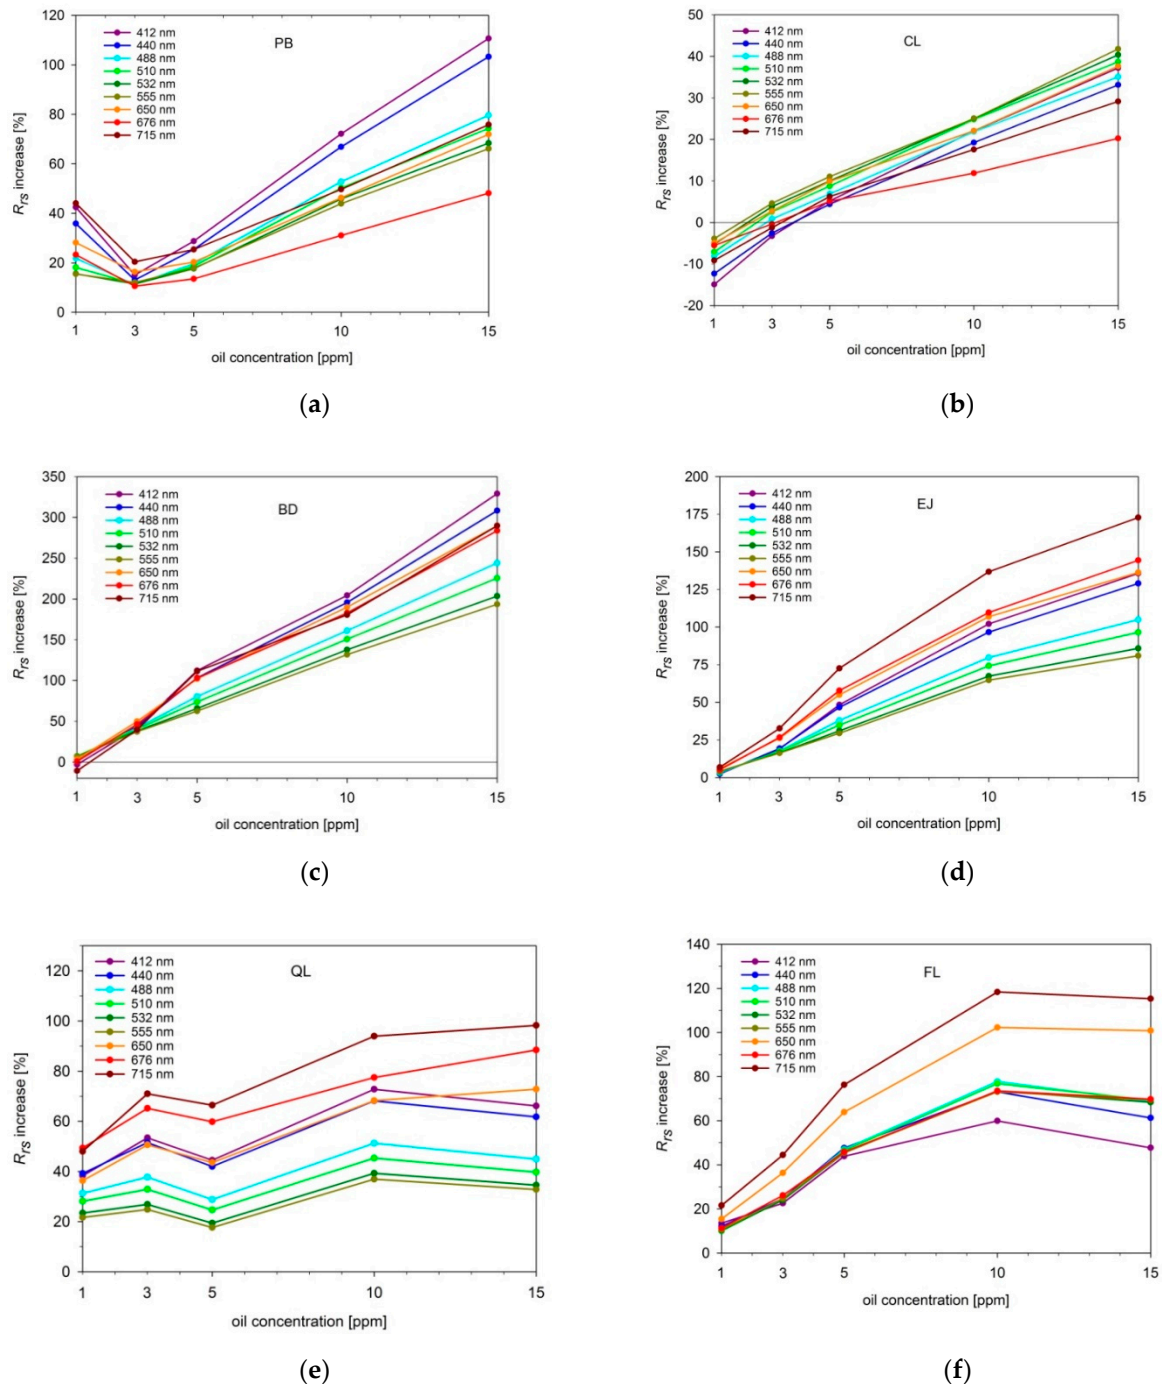 120
100
80
60
40
20
0
R_rs increase [%]
412 nm
440 nm
488 nm
510 nm
532 nm
555 nm
650 nm
676 nm
715 nm
PB
1 3 5 10 15
oil concentration [ppm]
(a)
50
40
30
20
10
0
-10
-20
R_rs increase [%]
412 nm
440 nm
488 nm
510 nm
532 nm
555 nm
650 nm
676 nm
715 nm
CL
1 3 5 10 15
oil concentration [ppm]
(b)
350
300
250
200
150
100
50
0
R_rs increase [%]
412 nm
440 nm
488 nm
510 nm
532 nm
555 nm
650 nm
676 nm
715 nm
BD
1 3 5 10 15
oil concentration [ppm]
(c)
200
175
150
125
100
75
50
25
0
R_rs increase [%]
412 nm
440 nm
488 nm
510 nm
532 nm
555 nm
650 nm
676 nm
715 nm
EJ
1 3 5 10 15
oil concentration [ppm]
(d)
120
100
80
60
40
20
0
R_rs increase [%]
412 nm
440 nm
488 nm
510 nm
532 nm
555 nm
650 nm
676 nm
715 nm
QL
1 3 5 10 15
oil concentration [ppm]
(e)
140
120
100
80
60
40
20
0
R_rs increase [%]
412 nm
440 nm
488 nm
510 nm
532 nm
555 nm
650 nm
676 nm
715 nm
FL
1 3 5 10 15
oil concentration [ppm]
(f)